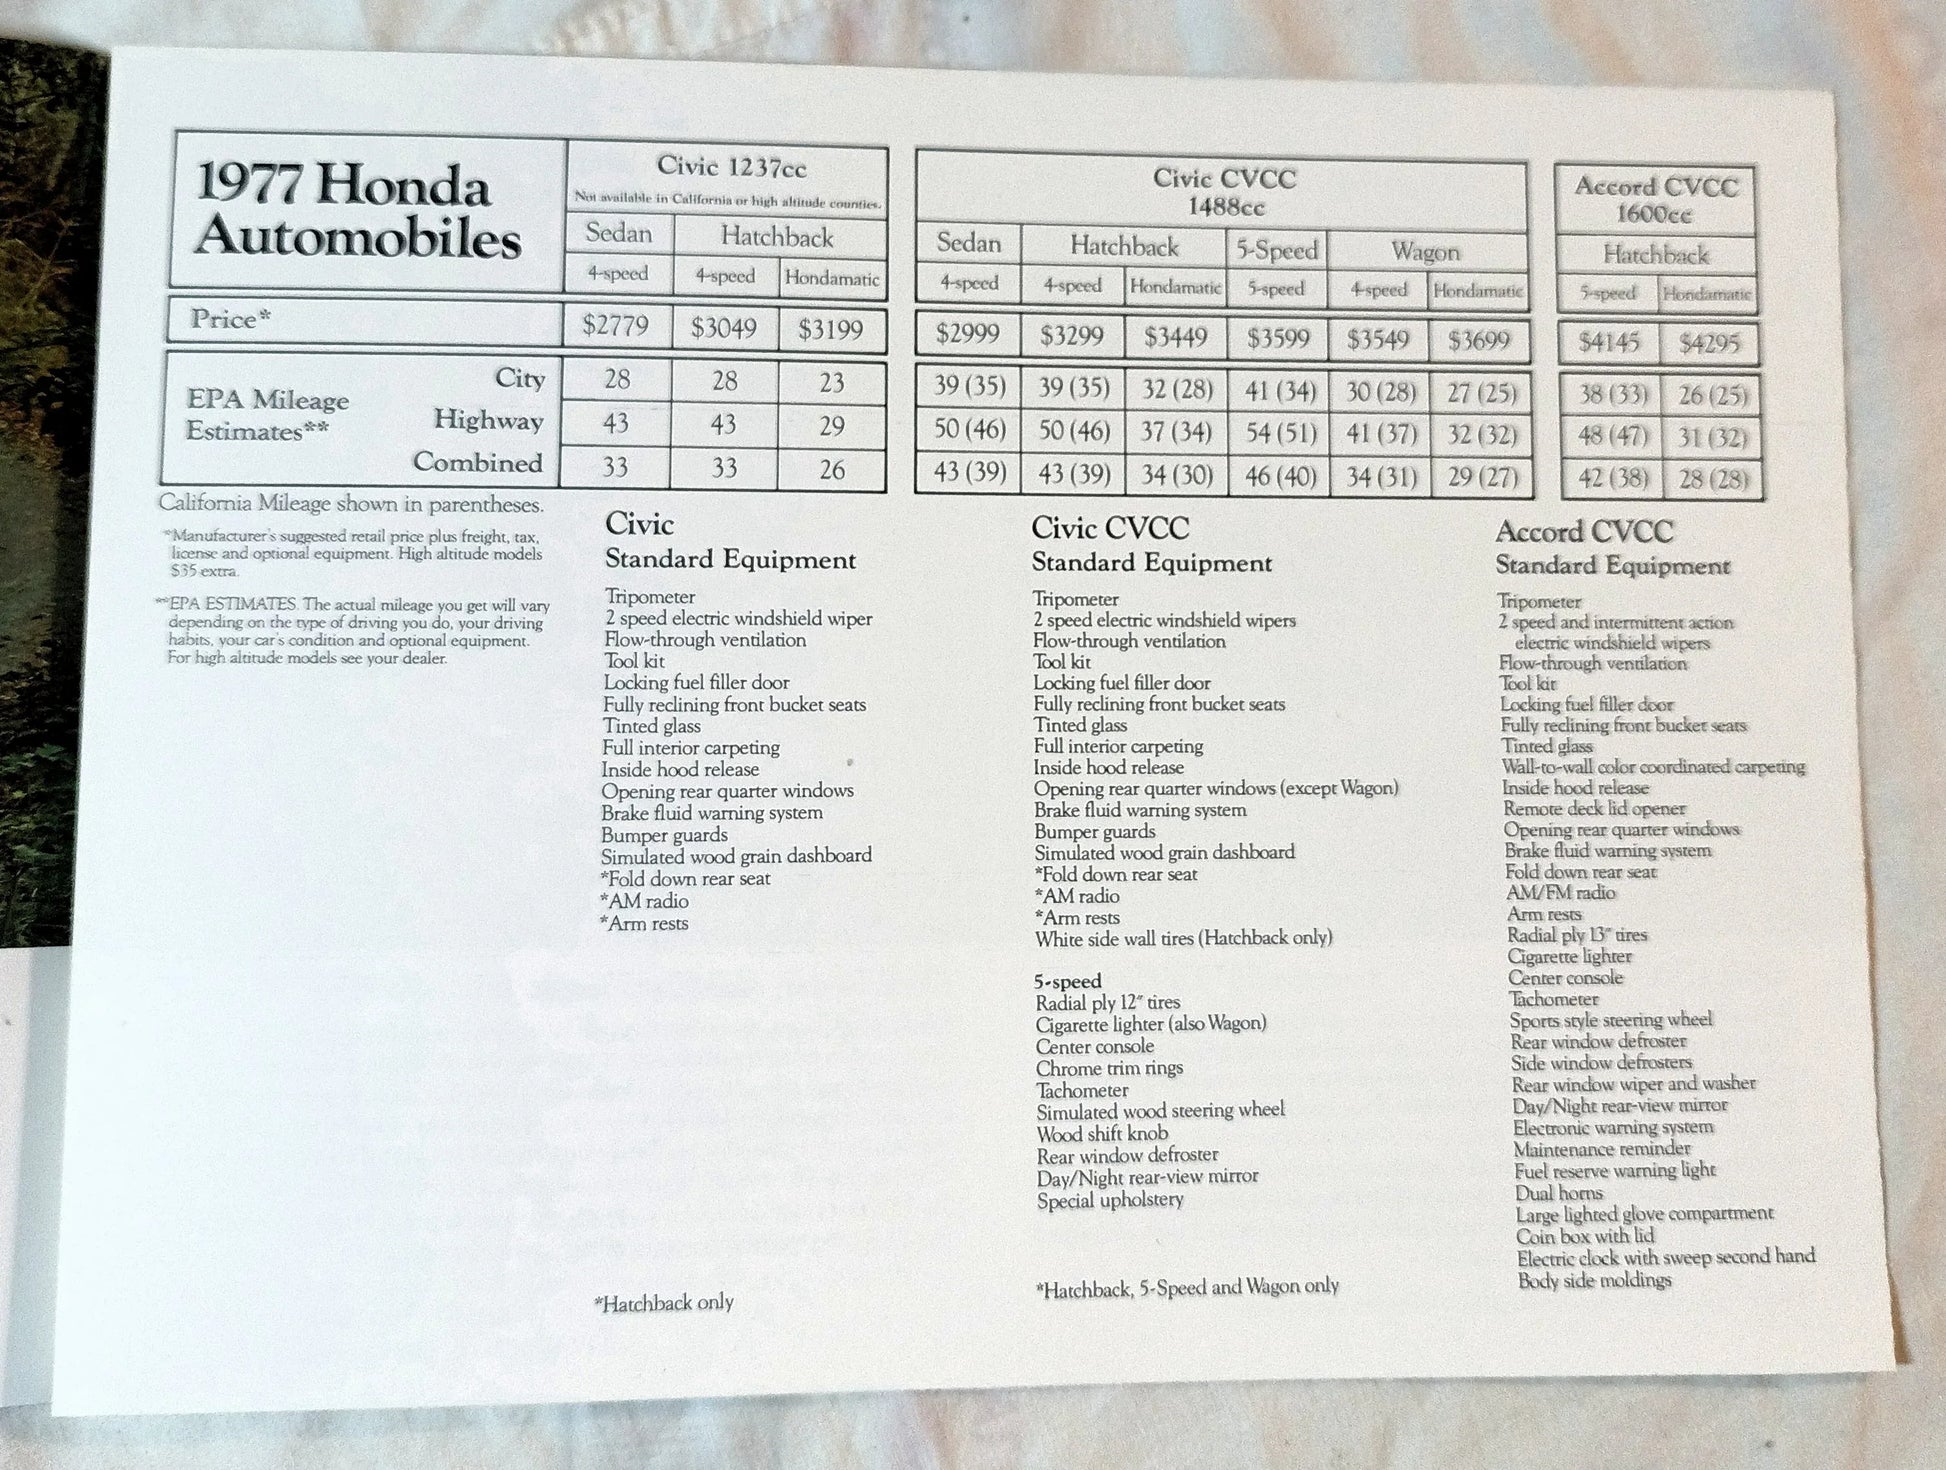 1977 Honda
Automobiles
Civic 1237cc
Not available in California or high altitude counties.
Sedan Hatchback
4-speed 4-speed Hondamatic
Civic CVCC
1488cc
Sedan Hatchback 5-Speed Wagon
4-speed 4-speed Hondamatic 5-speed 4-speed Hondamatic
Accord CVCC
1600cc
Hatchback
5-speed Hondamatic
Price* $2779 $3049 $3199 $2999 $3299 $3449 $3599 $3549 $3699 $4145 $4295
EPA Mileage
Estimates**
City 28 28 23 39 (35) 39 (35) 32 (28) 41 (34) 30 (28) 27 (25) 38 (33) 26 (25)
Highway 43 43 29 50 (46) 50 (46) 37 (34) 54 (51) 41 (37) 32 (32) 48 (47) 31 (32)
Combined 33 33 26 43 (39) 43 (39) 34 (30) 46 (40) 34 (31) 29 (27) 42 (38) 28 (28)
California Mileage shown in parentheses.
*Manufacturer's suggested retail price plus freight, tax,
license and optional equipment. High altitude models
$35 extra.
**EPA ESTIMATES. The actual mileage you get will vary
depending on the type of driving you do, your driving
habits, your car's condition and optional equipment.
For high altitude models see your dealer.
Civic
Standard Equipment
Tripometer
2 speed electric windshield wiper
Flow-through ventilation
Tool kit
Locking fuel filler door
Fully reclining front bucket seats
Tinted glass
Full interior carpeting
Inside hood release
Opening rear quarter windows
Brake fluid warning system
Bumper guards
Simulated wood grain dashboard
*Fold down rear seat
*AM radio
*Arm rests
*Hatchback only
Civic CVCC
Standard Equipment
Tripometer
2 speed electric windshield wipers
Flow-through ventilation
Tool kit
Locking fuel filler door
Fully reclining front bucket seats
Tinted glass
Full interior carpeting
Inside hood release
Opening rear quarter windows (except Wagon)
Brake fluid warning system
Bumper guards
Simulated wood grain dashboard
*Fold down rear seat
*AM radio
*Arm rests
White side wall tires (Hatchback only)
5-speed
Radial ply 12" tires
Cigarette lighter (also Wagon)
Center console
Chrome trim rings
Tachometer
Simulated wood steering wheel
Wood shift knob
Rear window defroster
Day/Night rear-view mirror
Special upholstery
*Hatchback, 5-Speed and Wagon only
Accord CVCC
Standard Equipment
Tripometer
2 speed and intermittent action
electric windshield wipers
Flow-through ventilation
Tool kit
Locking fuel filler door
Fully reclining front bucket seats
Tinted glass
Wall-to-wall color coordinated carpeting
Inside hood release
Remote deck lid opener
Opening rear quarter windows
Brake fluid warning system
Fold down rear seat
AM/FM radio
Arm rests
Radial ply 13" tires
Cigarette lighter
Center console
Tachometer
Sports style steering wheel
Rear window defroster
Side window defrosters
Rear window wiper and washer
Day/Night rear-view mirror
Electronic warning system
Maintenance reminder
Fuel reserve warning light
Dual horns
Large lighted glove compartment
Coin box with lid
Electric clock with sweep second hand
Body side moldings